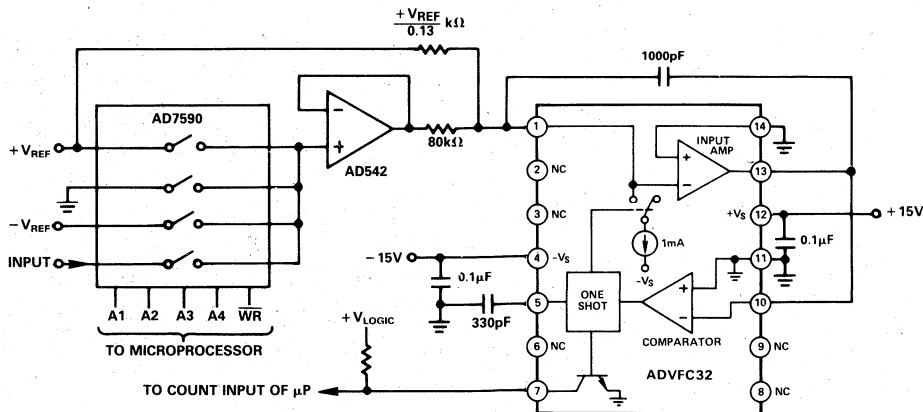 + VREF
0.13 kΩ
1000pF
AD7590
+ VREF
− VREF
INPUT
A1 A2 A3 A4 WR
TO MICROPROCESSOR
−
+
AD542
80kΩ
1
2 NC
3 NC
− 15V
4 −VS
0.1μF
5
330pF
6 NC
7
+ VLOGIC
TO COUNT INPUT OF μP
14
INPUT AMP
+
−
13
+VS 12
+ 15V
0.1μF
11
1mA
−VS
ONE SHOT
+
−
COMPARATOR
10
9 NC
8 NC
ADVFC32